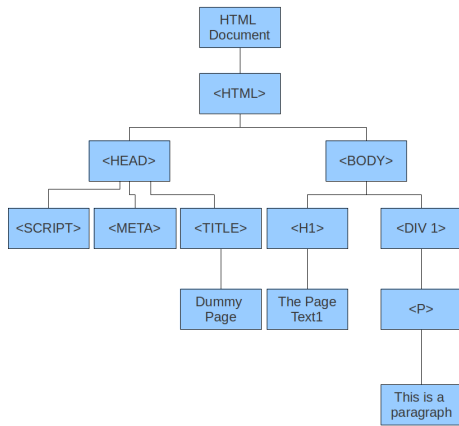 HTML
Document
<HTML>
<HEAD>
<BODY>
<SCRIPT>
<META>
<TITLE>
<H1>
<DIV 1>
Dummy
Page
The Page
Text1
<P>
This is a
paragraph